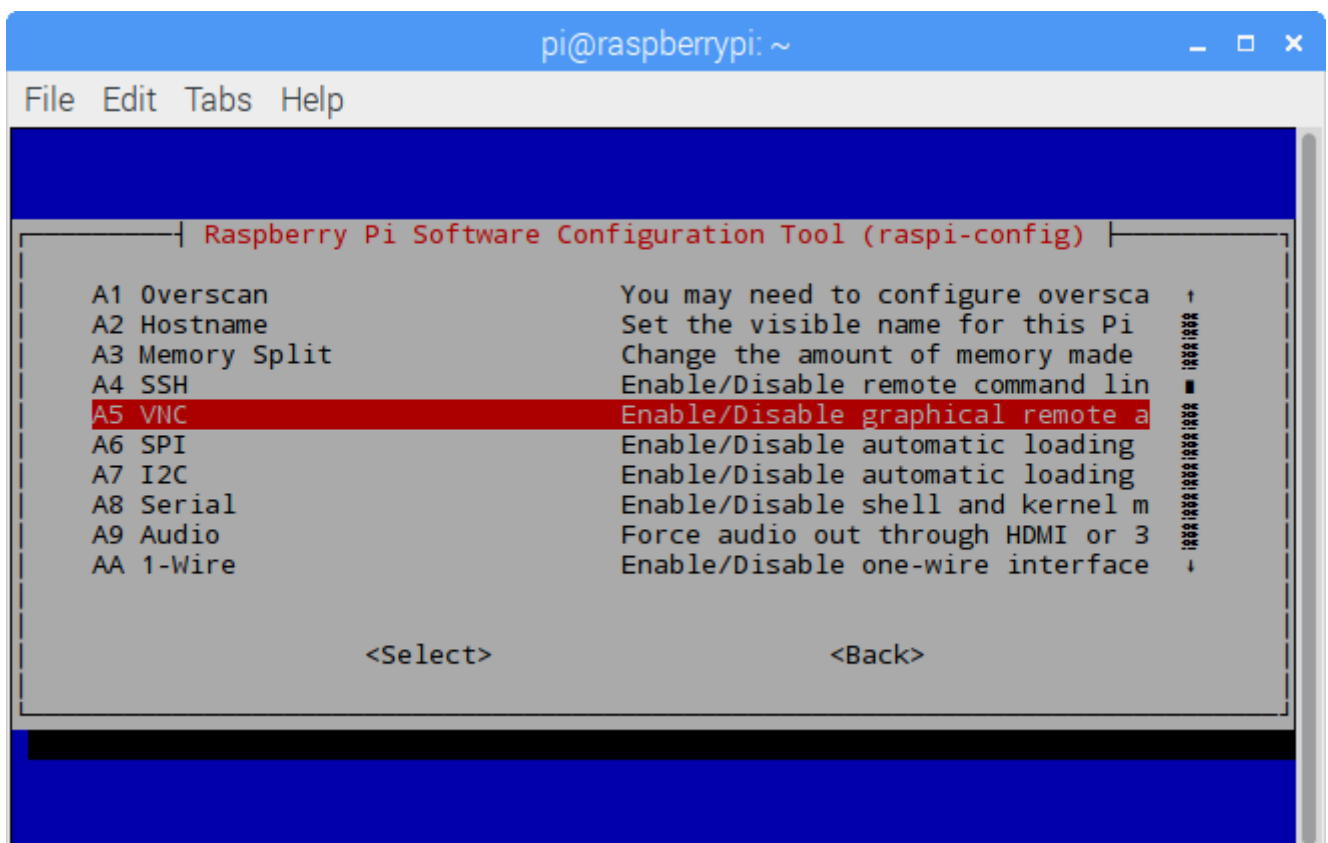 pi@raspberrypi: ~
File Edit Tabs Help
Raspberry Pi Software Configuration Tool (raspi-config)
A1 Overscan You may need to configure oversca
A2 Hostname Set the visible name for this Pi
A3 Memory Split Change the amount of memory made
A4 SSH Enable/Disable remote command lin
A5 VNC Enable/Disable graphical remote a
A6 SPI Enable/Disable automatic loading
A7 I2C Enable/Disable automatic loading
A8 Serial Enable/Disable shell and kernel m
A9 Audio Force audio out through HDMI or 3
AA 1-Wire Enable/Disable one-wire interface
<Select> <Back>